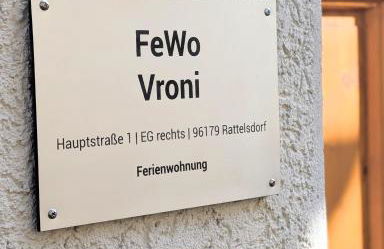 FeWo
Vroni
Hauptstraße 1 | EG rechts | 96179 Rattelsdorf
Ferienwohnung